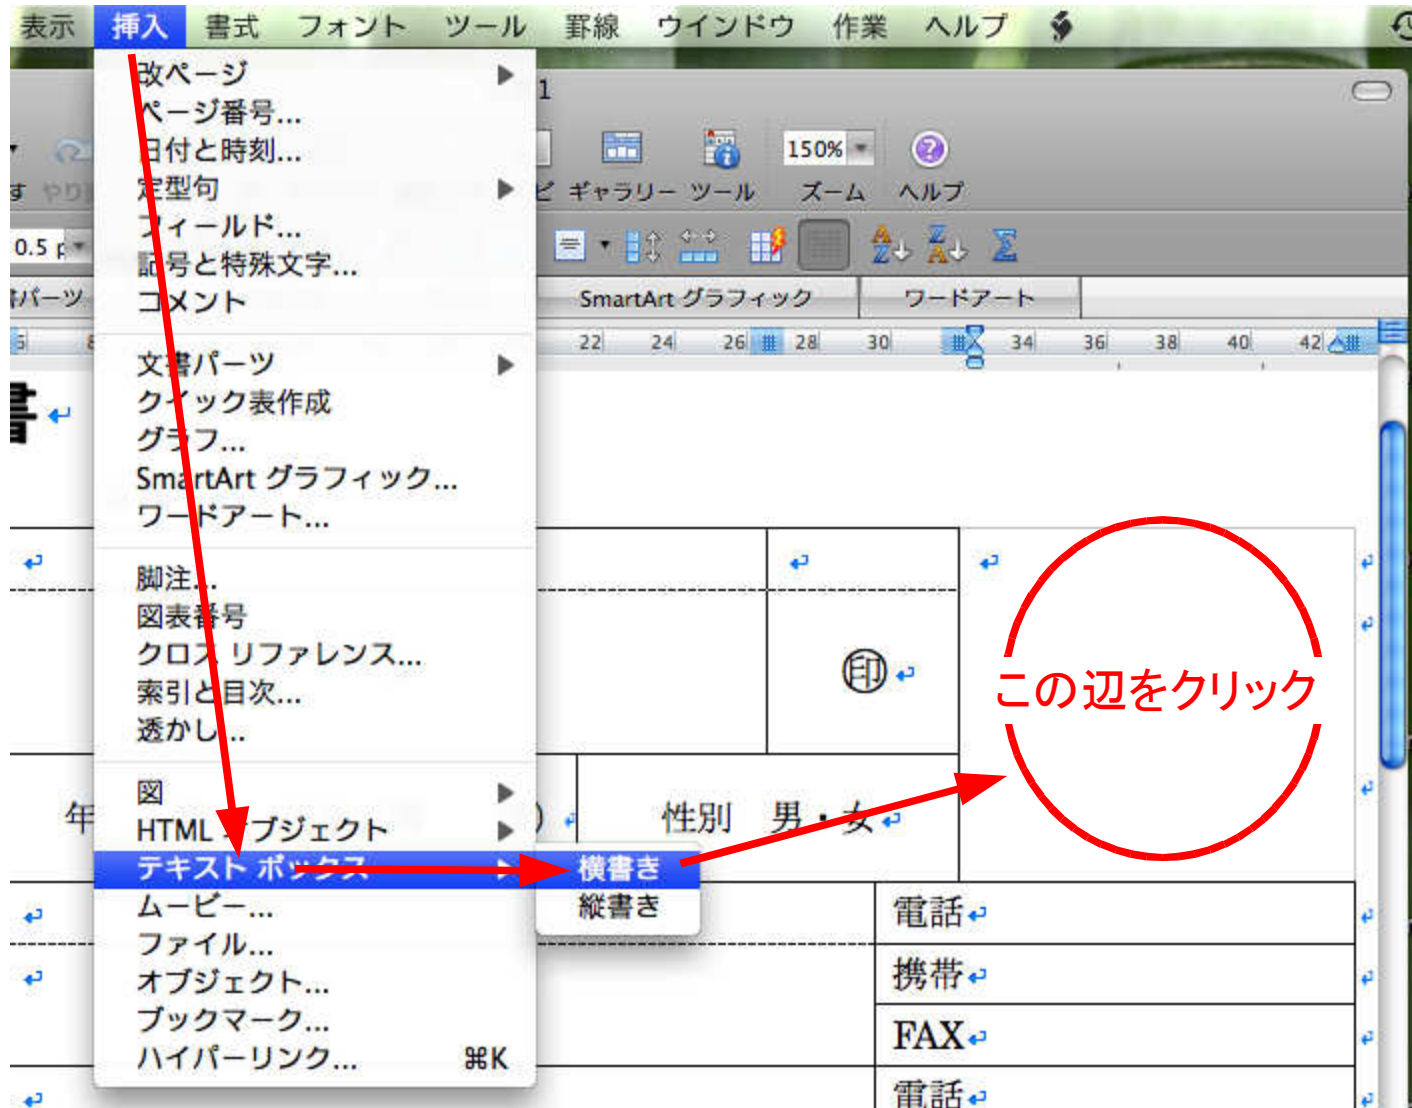 表示 挿入 書式 フォント ツール 罫線 ウインドウ 作業 ヘルプ
改ページ
ページ番号...
日付と時刻...
定型句
フィールド...
記号と特殊文字...
コメント
文書パーツ
クイック表作成
グラフ...
SmartArt グラフィック...
ワードアート...
脚注...
図表番号
クロス リファレンス...
索引と目次...
透かし...
図
HTML オブジェクト
テキスト ボックス
ムービー...
ファイル...
オブジェクト...
ブックマーク...
ハイパーリンク... ⌘K
横書き
縦書き
1
150%
ギャラリー ツール ズーム ヘルプ
0.5 p
パーツ SmartArt グラフィック ワードアート
22 24 26 28 30 34 36 38 40 42
書
㊞
この辺をクリック
年 ) 性別 男・女
電話
携帯
FAX
電話